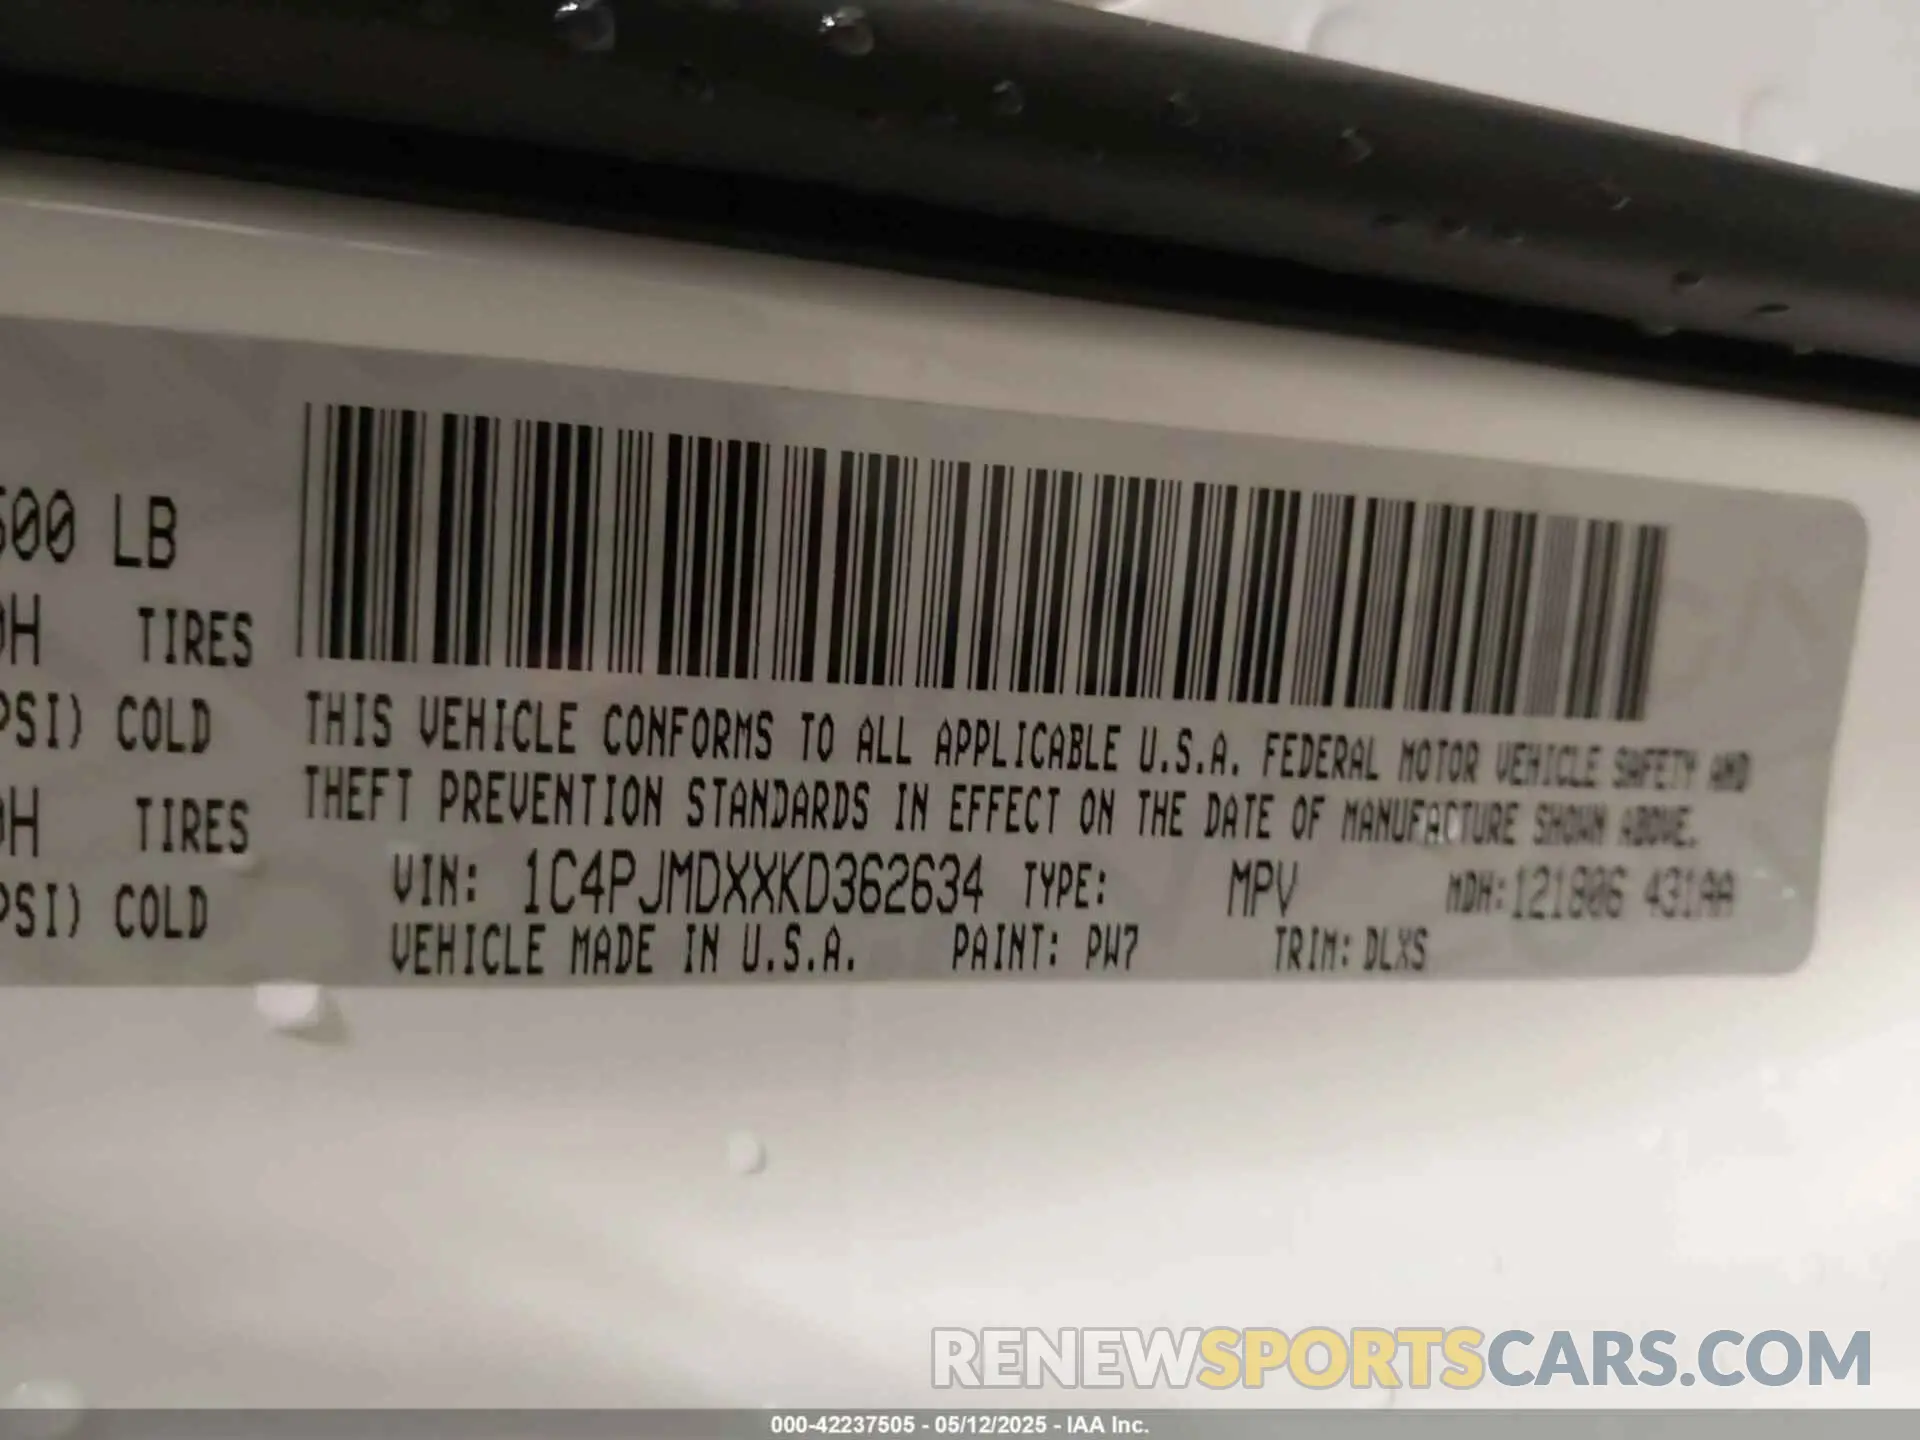 500 LB
0H TIRES
PSI) COLD
0H TIRES
PSI) COLD
THIS VEHICLE CONFORMS TO ALL APPLICABLE U.S.A. FEDERAL MOTOR VEHICLE SAFETY AND
THEFT PREVENTION STANDARDS IN EFFECT ON THE DATE OF MANUFACTURE SHOWN ABOVE.
VIN: 1C4PJMDXXKD362634 TYPE: MPV MDH:121806 431AA
VEHICLE MADE IN U.S.A. PAINT: PW7 TRIM: DLXS
RENEWSPORTSCARS.COM
000-42237505 - 05/12/2025 - IAA Inc.